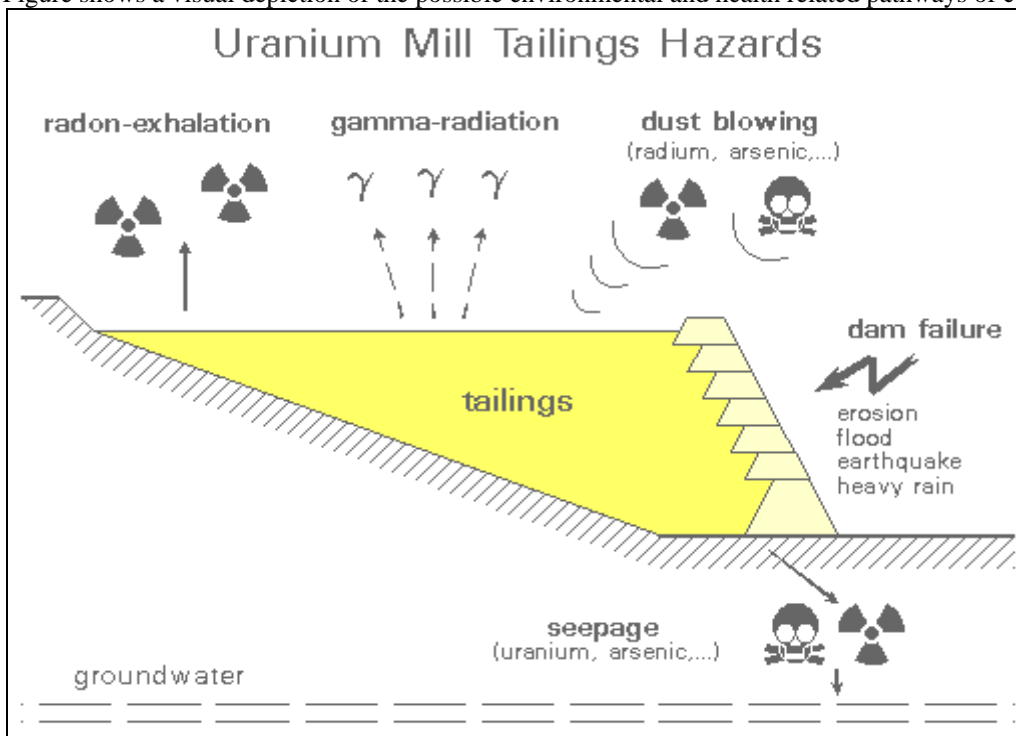 Figure shows a visual depiction of the possible environmental and health related pathways of
Uranium Mill Tailings Hazards
radon-exhalation
gamma-radiation
dust blowing
(radium, arsenic,...)
γ γ γ
dam failure
erosion
flood
earthquake
heavy rain
tailings
seepage
(uranium, arsenic,...)
groundwater